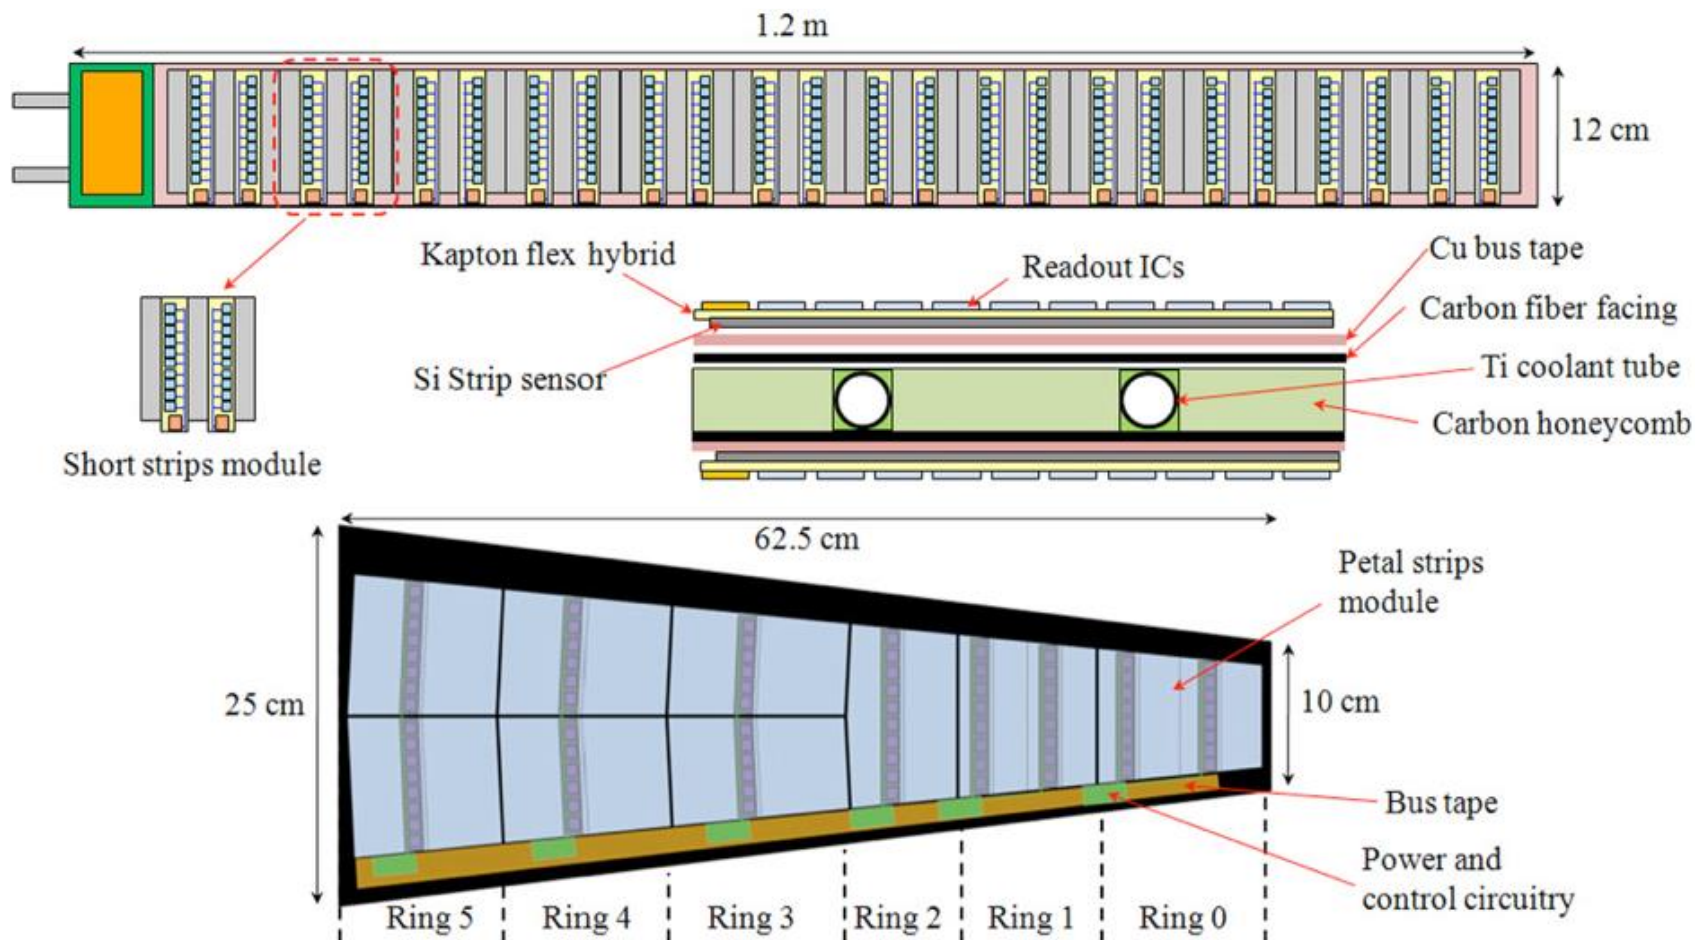 1.2 m
12 cm
Kapton flex hybrid
Readout ICs
Cu bus tape
Carbon fiber facing
Si Strip sensor
Ti coolant tube
Carbon honeycomb
Short strips module
62.5 cm
Petal strips
module
25 cm
10 cm
Bus tape
Power and
control circuitry
Ring 5
Ring 4
Ring 3
Ring 2
Ring 1
Ring 0